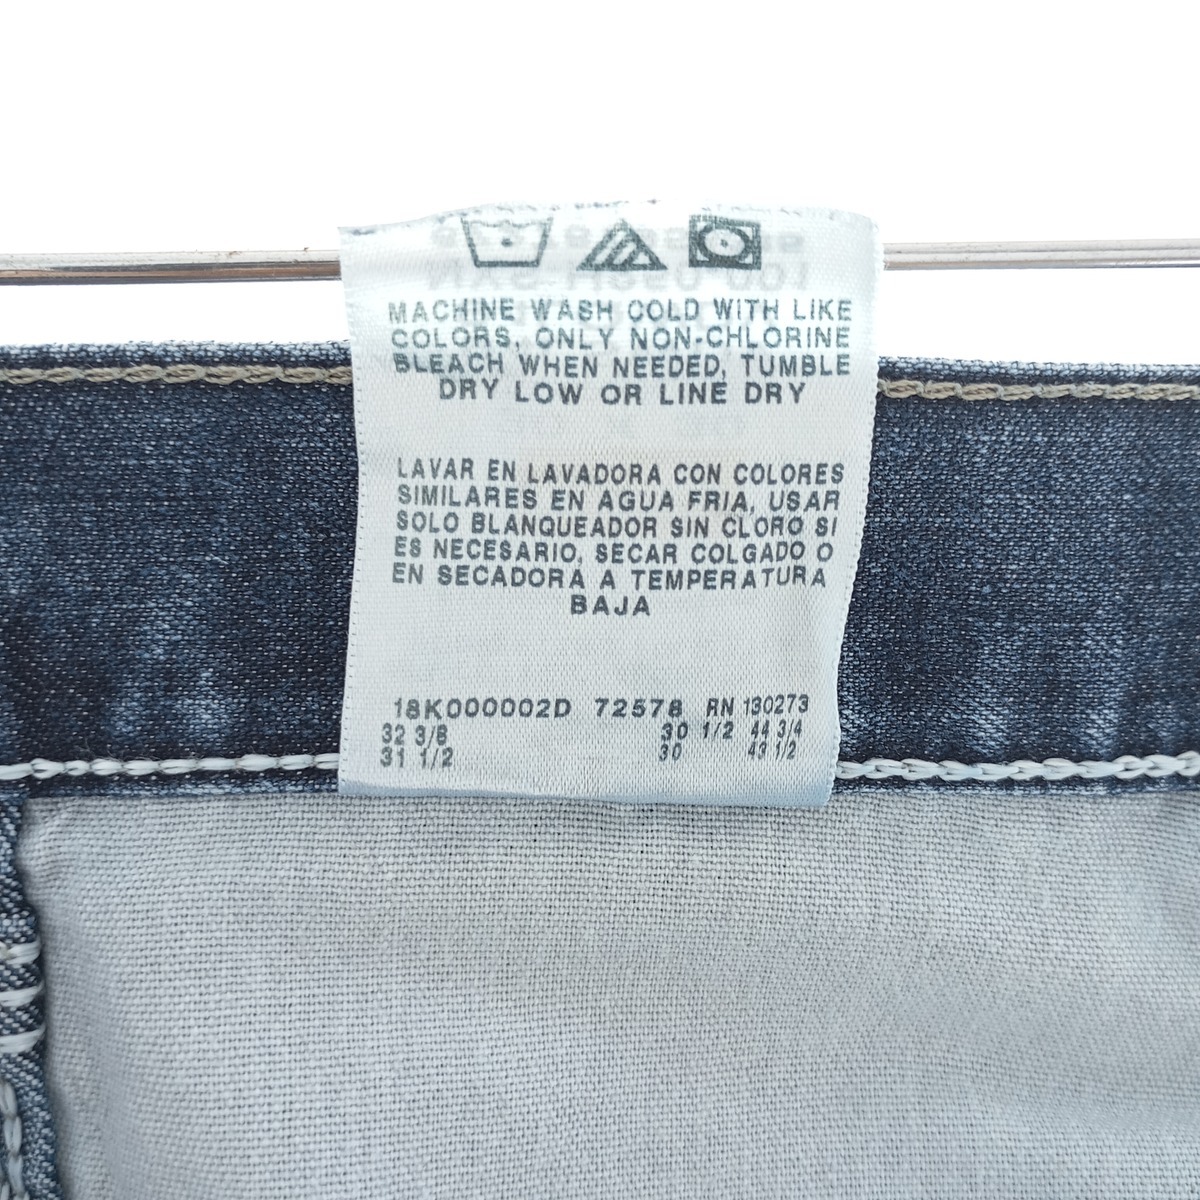 MACHINE WASH COLD WITH LIKE
COLORS, ONLY NON-CHLORINE
BLEACH WHEN NEEDED, TUMBLE
DRY LOW OR LINE DRY
LAVAR EN LAVADORA CON COLORES
SIMILARES EN AGUA FRIA, USAR
SOLO BLANQUEADOR SIN CLORO SI
ES NECESARIO, SECAR COLGADO O
EN SECADORA A TEMPERATURA
BAJA
18K000002D 72578 RN 130273
32 3/8 30 1/2 44 3/4
31 1/2 30 43 1/2